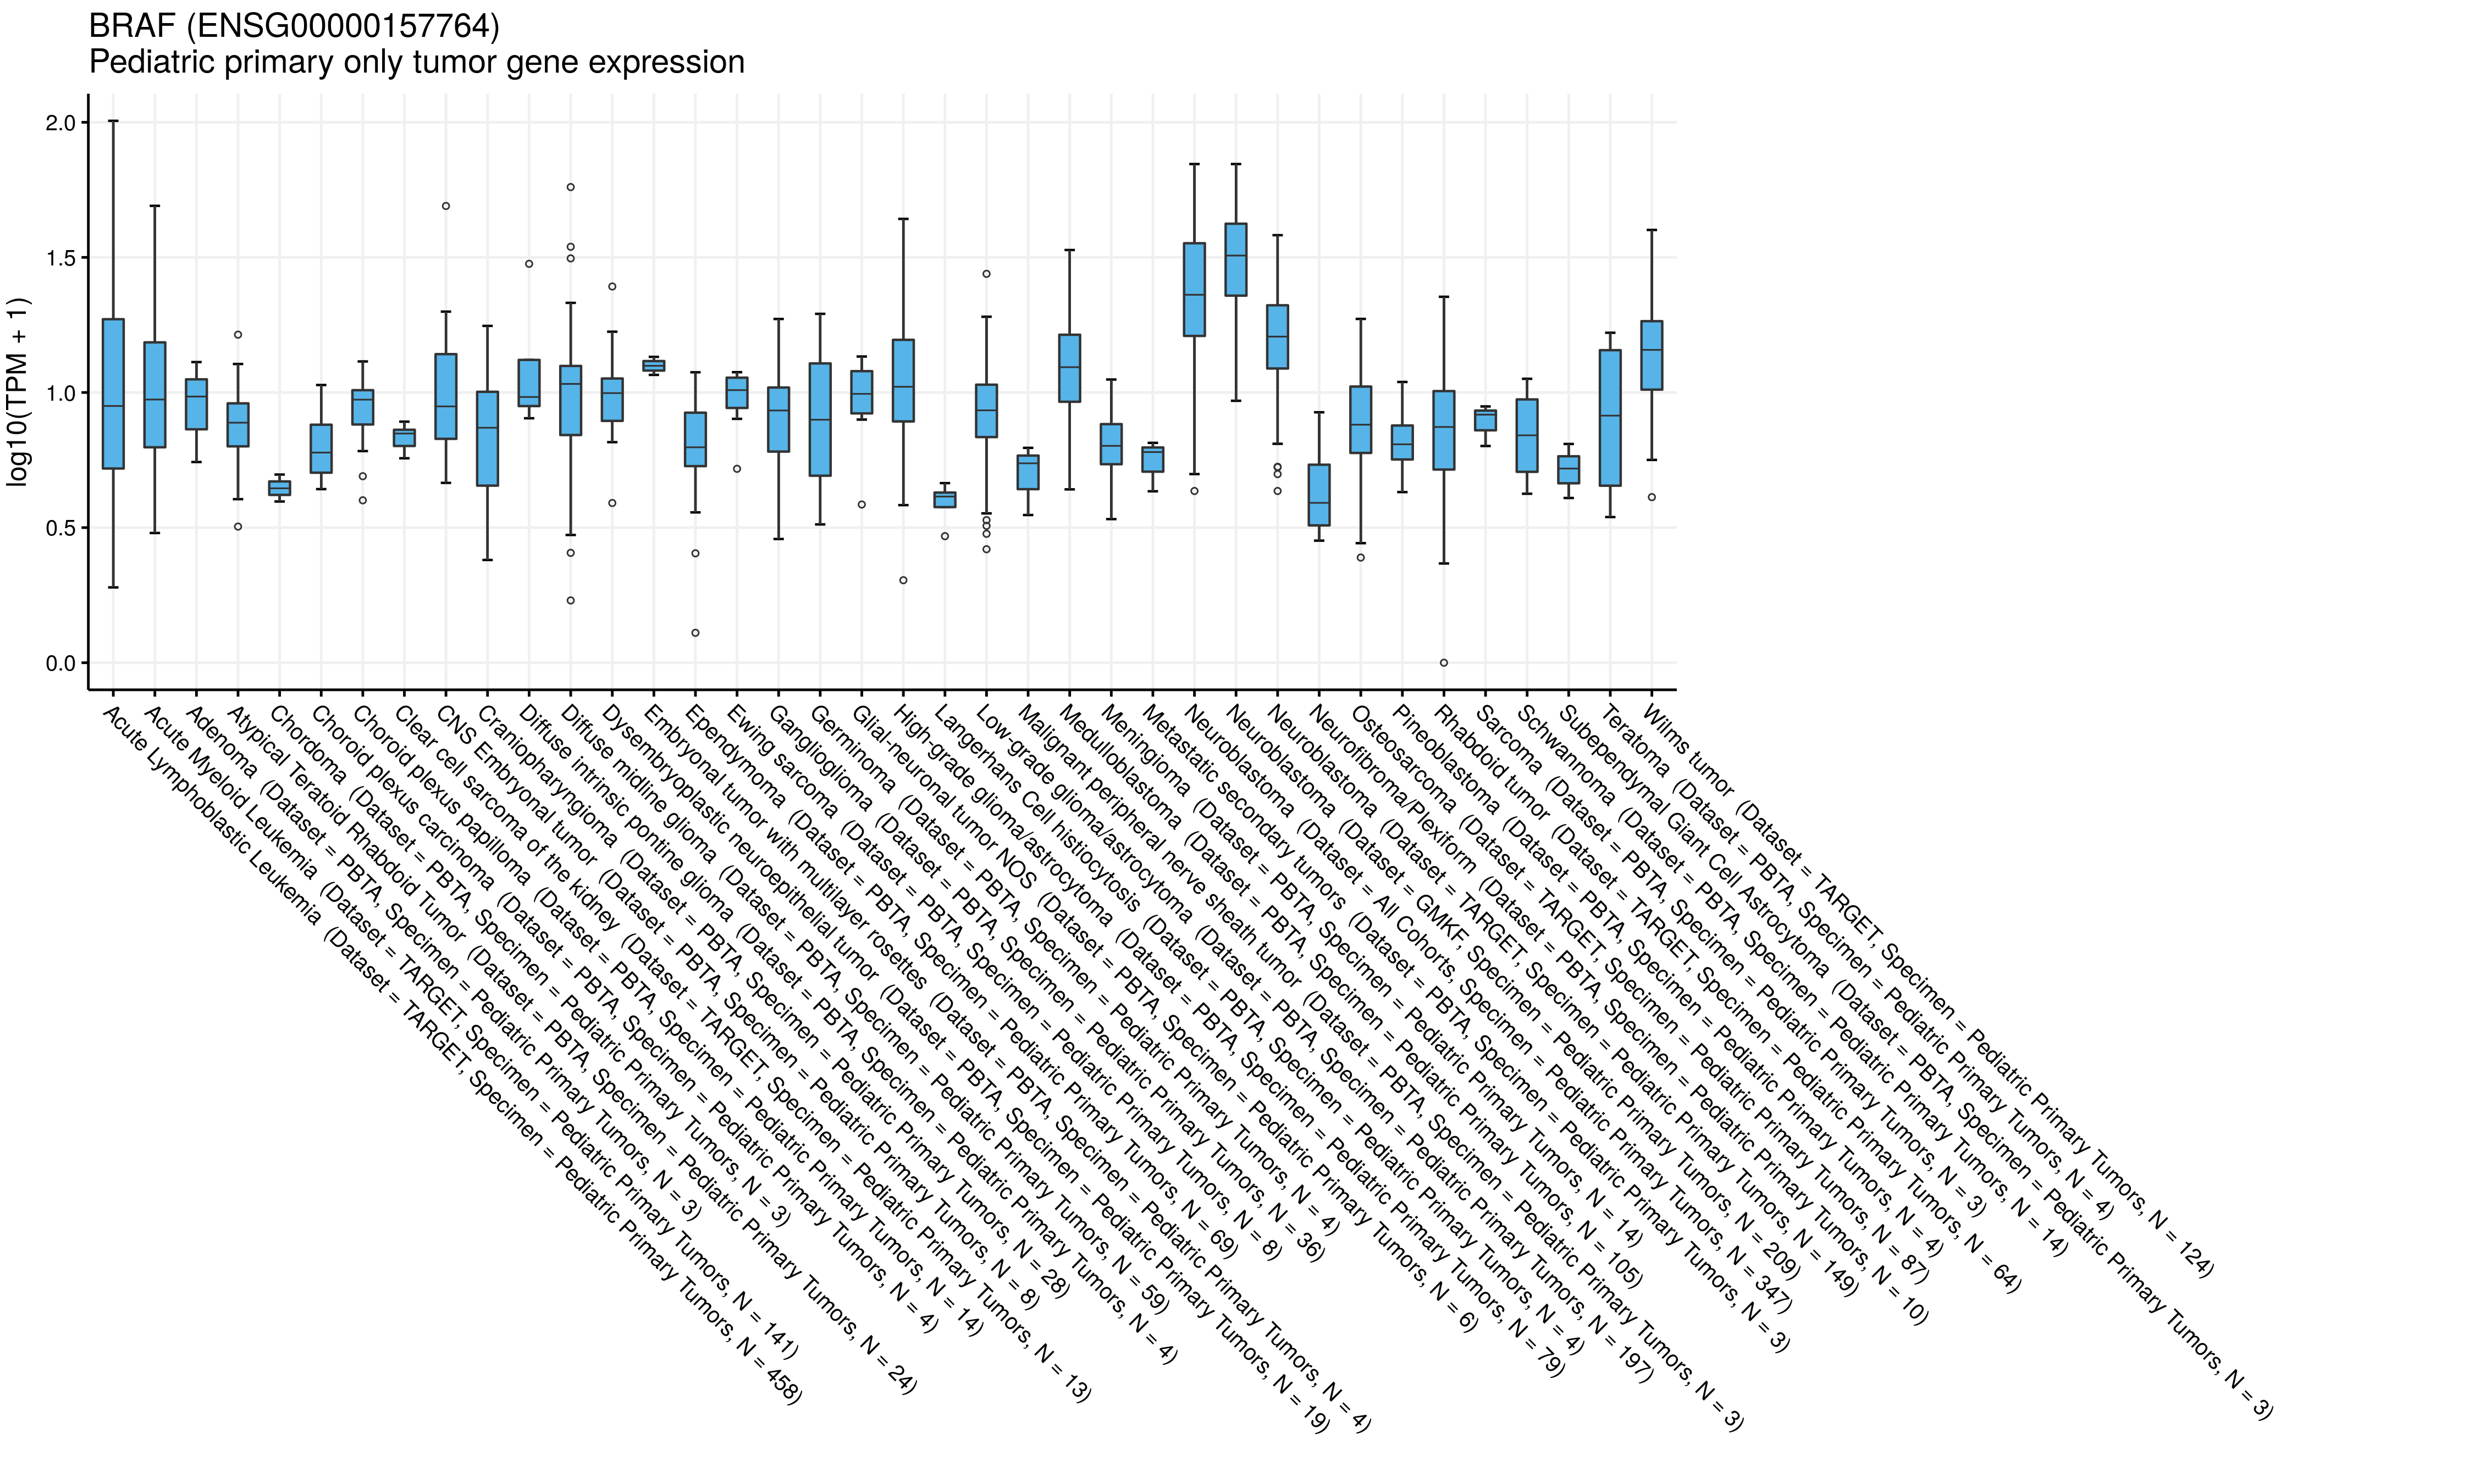 BRAF (ENSG00000157764)
Pediatric primary only tumor gene expression
log10(TPM + 1)
2.0
1.5
1.0
0.5
0.0
Acute Lymphoblastic Leukemia (Dataset = TARGET, Specimen = Pediatric Primary Tumors, N = 458)
Acute Myeloid Leukemia (Dataset = TARGET, Specimen = Pediatric Primary Tumors, N = 141)
Adenoma (Dataset = PBTA, Specimen = Pediatric Primary Tumors, N = 3)
Atypical Teratoid Rhabdoid Tumor (Dataset = PBTA, Specimen = Pediatric Primary Tumors, N = 24)
Chordoma (Dataset = PBTA, Specimen = Pediatric Primary Tumors, N = 3)
Choroid plexus carcinoma (Dataset = PBTA, Specimen = Pediatric Primary Tumors, N = 4)
Choroid plexus papilloma (Dataset = PBTA, Specimen = Pediatric Primary Tumors, N = 14)
Clear cell sarcoma of the kidney (Dataset = TARGET, Specimen = Pediatric Primary Tumors, N = 13)
CNS Embryonal tumor (Dataset = PBTA, Specimen = Pediatric Primary Tumors, N = 8)
Craniopharyngioma (Dataset = PBTA, Specimen = Pediatric Primary Tumors, N = 28)
Diffuse intrinsic pontine glioma (Dataset = PBTA, Specimen = Pediatric Primary Tumors, N = 4)
Diffuse midline glioma (Dataset = PBTA, Specimen = Pediatric Primary Tumors, N = 59)
Dysembryoplastic neuroepithelial tumor (Dataset = PBTA, Specimen = Pediatric Primary Tumors, N = 19)
Embryonal tumor with multilayer rosettes (Dataset = PBTA, Specimen = Pediatric Primary Tumors, N = 4)
Ependymoma (Dataset = PBTA, Specimen = Pediatric Primary Tumors, N = 69)
Ewing sarcoma (Dataset = PBTA, Specimen = Pediatric Primary Tumors, N = 8)
Ganglioglioma (Dataset = PBTA, Specimen = Pediatric Primary Tumors, N = 36)
Germinoma (Dataset = PBTA, Specimen = Pediatric Primary Tumors, N = 4)
Glial-neuronal tumor NOS (Dataset = PBTA, Specimen = Pediatric Primary Tumors, N = 6)
High-grade glioma/astrocytoma (Dataset = PBTA, Specimen = Pediatric Primary Tumors, N = 79)
Langerhans Cell histiocytosis (Dataset = PBTA, Specimen = Pediatric Primary Tumors, N = 4)
Low-grade glioma/astrocytoma (Dataset = PBTA, Specimen = Pediatric Primary Tumors, N = 197)
Malignant peripheral nerve sheath tumor (Dataset = PBTA, Specimen = Pediatric Primary Tumors, N = 3)
Medulloblastoma (Dataset = PBTA, Specimen = Pediatric Primary Tumors, N = 105)
Meningioma (Dataset = PBTA, Specimen = Pediatric Primary Tumors, N = 14)
Metastatic secondary tumors (Dataset = PBTA, Specimen = Pediatric Primary Tumors, N = 3)
Neuroblastoma (Dataset = All Cohorts, Specimen = Pediatric Primary Tumors, N = 347)
Neuroblastoma (Dataset = GMKF, Specimen = Pediatric Primary Tumors, N = 209)
Neuroblastoma (Dataset = TARGET, Specimen = Pediatric Primary Tumors, N = 149)
Neurofibroma/Plexiform (Dataset = PBTA, Specimen = Pediatric Primary Tumors, N = 10)
Osteosarcoma (Dataset = TARGET, Specimen = Pediatric Primary Tumors, N = 87)
Pineoblastoma (Dataset = PBTA, Specimen = Pediatric Primary Tumors, N = 4)
Rhabdoid tumor (Dataset = TARGET, Specimen = Pediatric Primary Tumors, N = 64)
Sarcoma (Dataset = PBTA, Specimen = Pediatric Primary Tumors, N = 3)
Schwannoma (Dataset = PBTA, Specimen = Pediatric Primary Tumors, N = 14)
Subependymal Giant Cell Astrocytoma (Dataset = PBTA, Specimen = Pediatric Primary Tumors, N = 3)
Teratoma (Dataset = PBTA, Specimen = Pediatric Primary Tumors, N = 4)
Wilms tumor (Dataset = TARGET, Specimen = Pediatric Primary Tumors, N = 124)